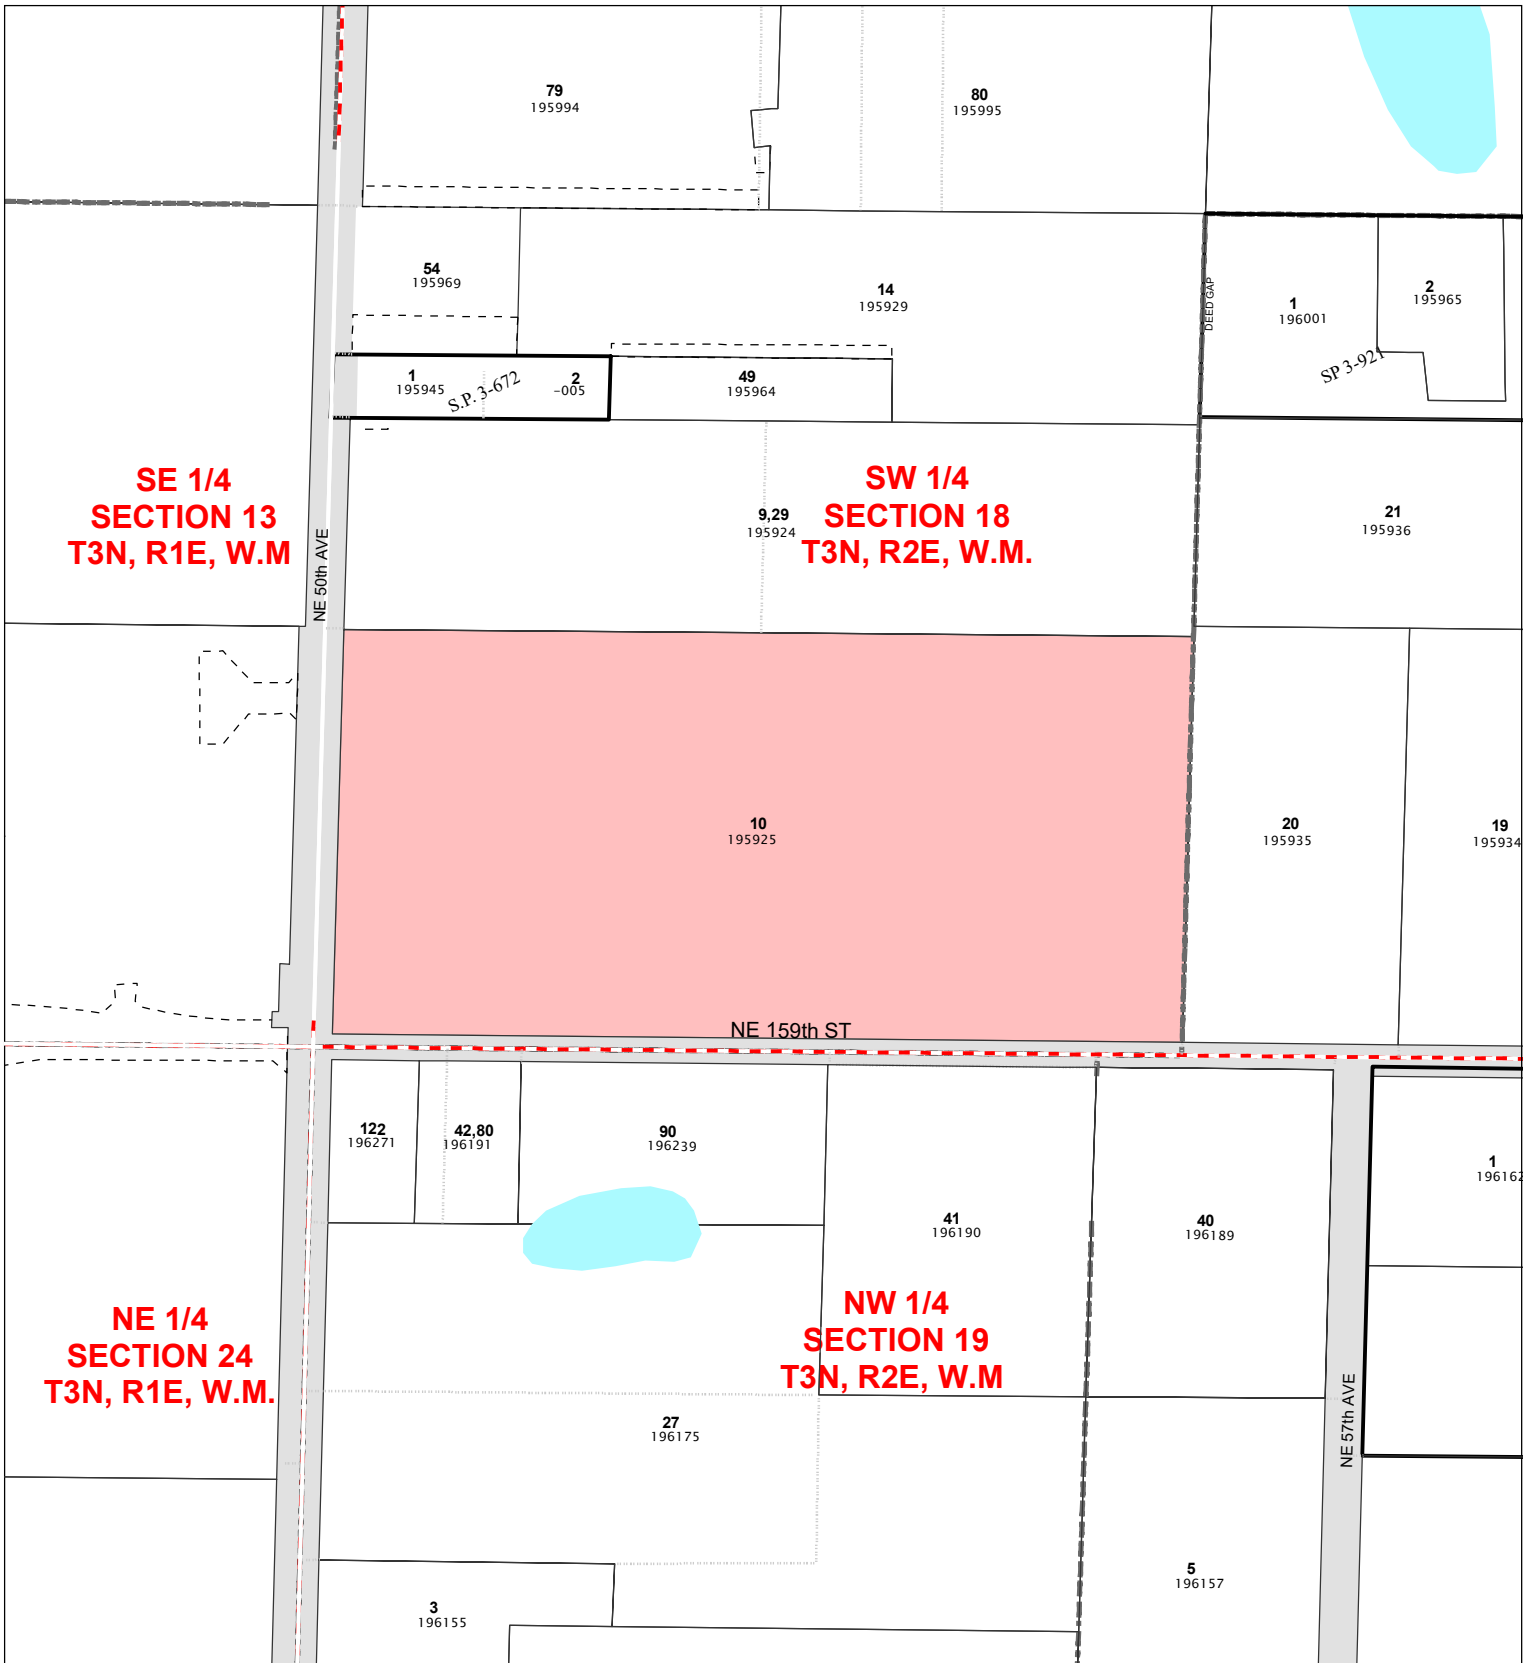 79
195994
80
195995
54
195969
14
195929
DEED GAP
1
196001
2
195965
SP 3-921
1
195945
S.P. 3-672
2
-005
49
195964
SE 1/4
SECTION 13
T3N, R1E, W.M
NE 50th AVE
9,29
195924
SW 1/4
SECTION 18
T3N, R2E, W.M.
21
195936
10
195925
20
195935
19
195934
NE 159th ST
122
196271
42,80
196191
90
196239
41
196190
40
196189
1
196162
NE 1/4
SECTION 24
T3N, R1E, W.M.
NW 1/4
SECTION 19
T3N, R2E, W.M
NE 57th AVE
27
196175
5
196157
3
196155